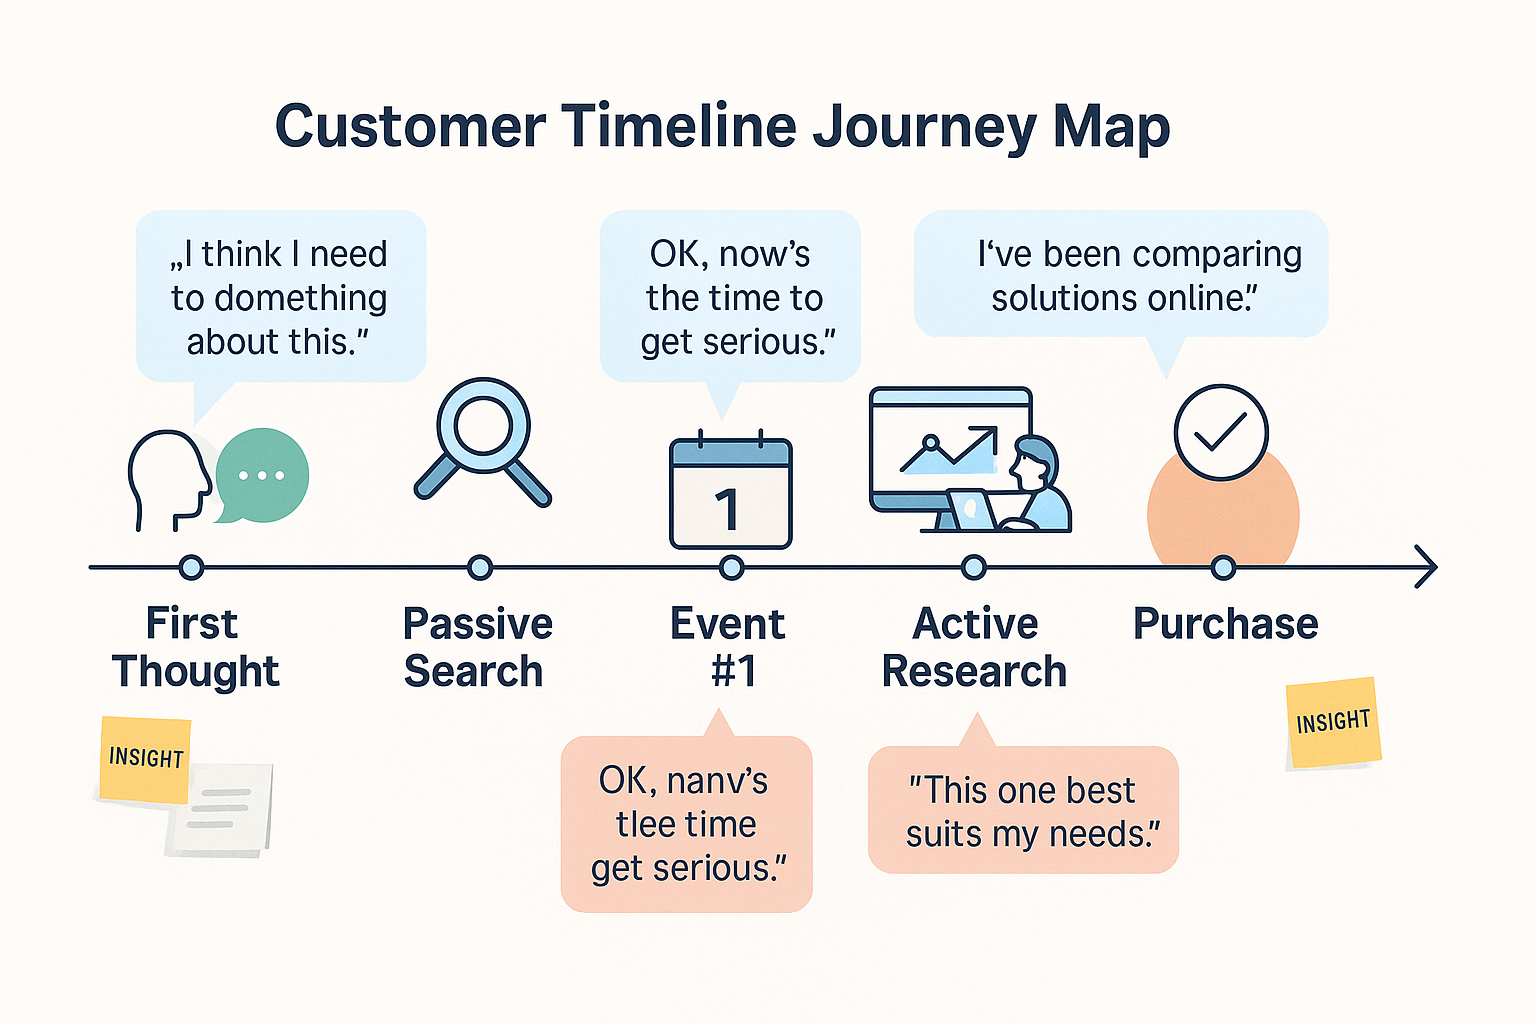 Customer Timeline Journey Map
„I think I need
to domething
about this."
OK, now's
the time to
get serious."
I've been comparing
solutions online."
1
First
Thought
Passive
Search
Event
#1
Active
Research
Purchase
INSIGHT
INSIGHT
OK, nanv's
tlee time
get serious."
"This one best
suits my needs."